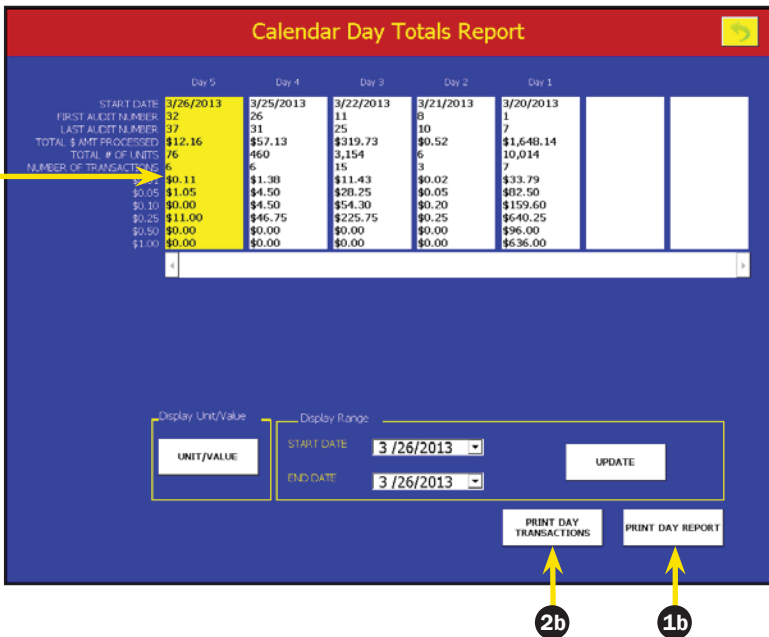 Calendar Day Totals Report
Day 5 Day 4 Day 3 Day 2 Day 1
START DATE 3/26/2013 3/25/2013 3/22/2013 3/21/2013 3/20/2013
FIRST AUDIT NUMBER 32 26 11 8 1
LAST AUDIT NUMBER 37 31 25 10 7
TOTAL $ AMT PROCESSED $12.16 $57.13 $319.73 $0.52 $1,648.14
TOTAL # OF UNITS 76 460 3,154 6 10,014
NUMBER OF TRANSACTIONS 6 6 15 3 7
$0.11 $1.38 $11.43 $0.02 $33.79
$0.05 $1.05 $4.50 $28.25 $0.05 $82.50
$0.10 $0.00 $4.50 $54.30 $0.20 $159.60
$0.25 $11.00 $46.75 $225.75 $0.25 $640.25
$0.50 $0.00 $0.00 $0.00 $0.00 $96.00
$1.00 $0.00 $0.00 $0.00 $0.00 $636.00
Display Unit/Value
UNIT/VALUE
Display Range
START DATE 3 /26/2013
END DATE 3 /26/2013
UPDATE
PRINT DAY
TRANSACTIONS
PRINT DAY REPORT
2b 1b